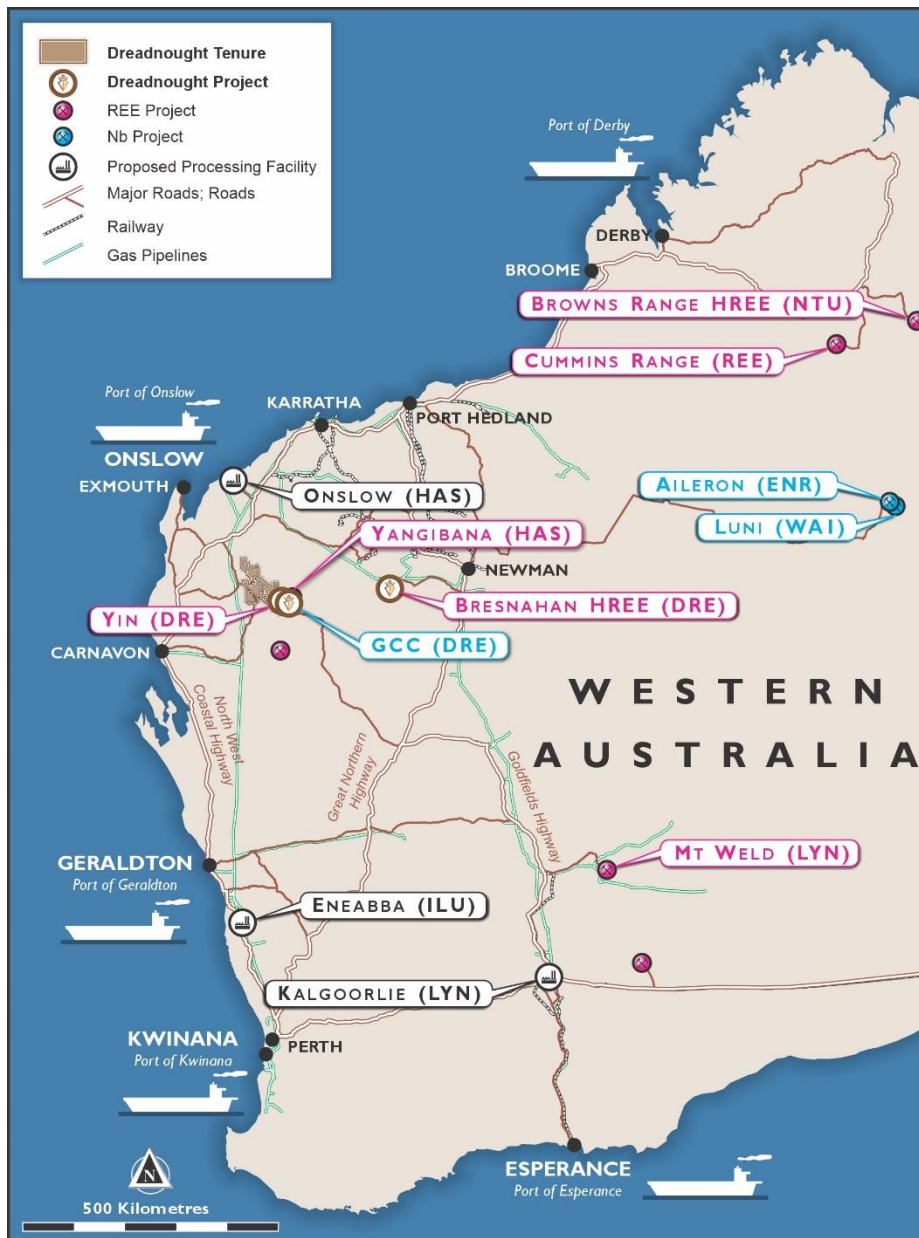 Dreadnought Tenure
Dreadnought Project
REE Project
Nb Project
Proposed Processing Facility
Major Roads; Roads
Railway
Gas Pipelines
Port of Derby
DERBY
BROOME
BROWNS RANGE HREE (NTU)
CUMMINS RANGE (REE)
Port of Onslow
KARRATHA
PORT HEDLAND
ONSLOW
EXMOUTH
ONSLOW (HAS)
AILERON (ENR)
LUNI (WAI)
YANGIBANA (HAS)
NEWMAN
YIN (DRE)
BRESNAHAN HREE (DRE)
GCC (DRE)
CARNAVON
WESTERN
AUSTRALIA
North West
Coastal Highway
Great Northern
Highway
Goldfields Highway
GERALDTON
Port of Geraldton
MT WELD (LYN)
ENEABBA (ILU)
KALGOORLIE (LYN)
KWINANA
Port of Kwinana
PERTH
ESPERANCE
Port of Esperance
N
500 Kilometres